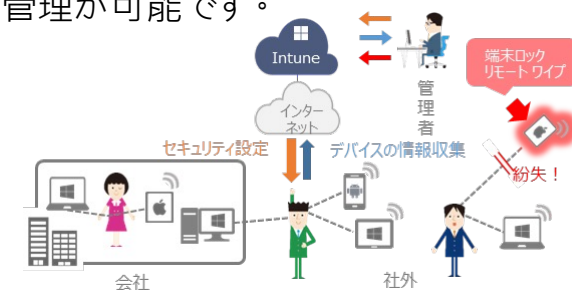 管理が可能です。
Intune
端末ロック
リモートワイプ
管
理
者
インター
ネット
セキュリティ設定
デバイスの情報収集
紛失！
会社
社外